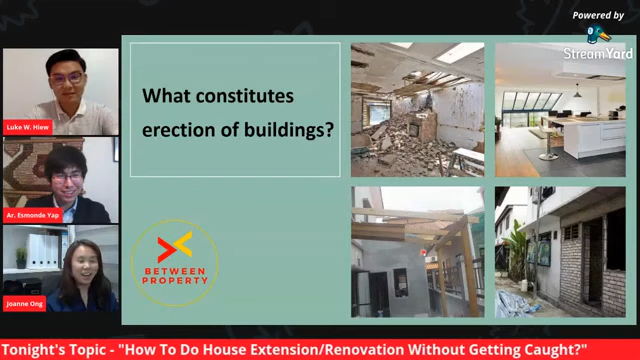 Powered by
StreamYard
What constitutes
erection of buildings?
Luke W. Hiew
Ar. Esmonde Yap
Joanne Ong
BETWEEN
PROPERTY
Tonight's Topic - "How To Do House Extension/Renovation Without Getting Caught?"